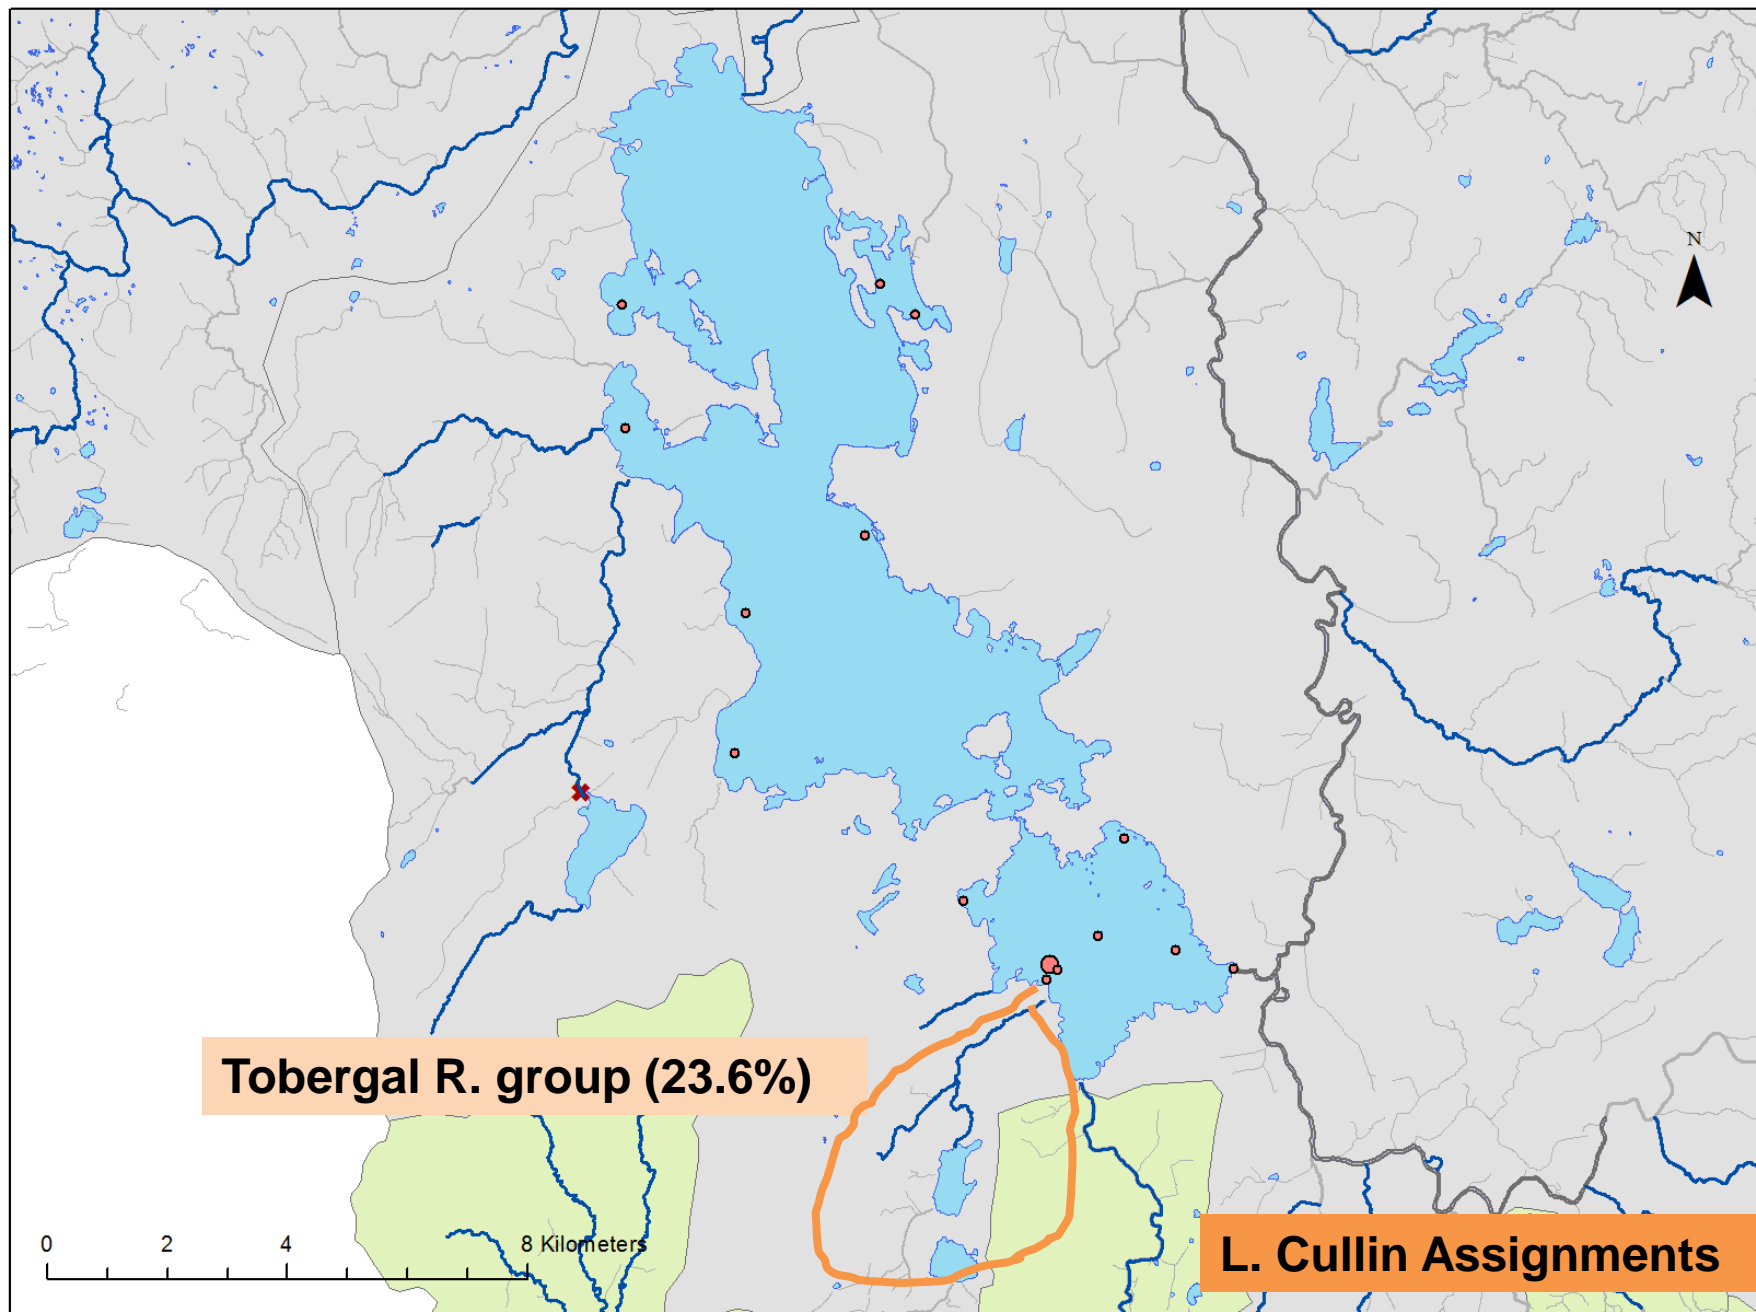 N
Tobergal R. group (23.6%)
0 2 4 8 Kilometers
L. Cullin Assignments